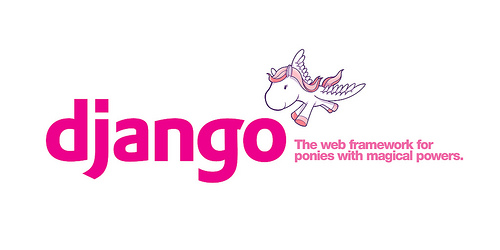 django
The web framework for
ponies with magical powers.